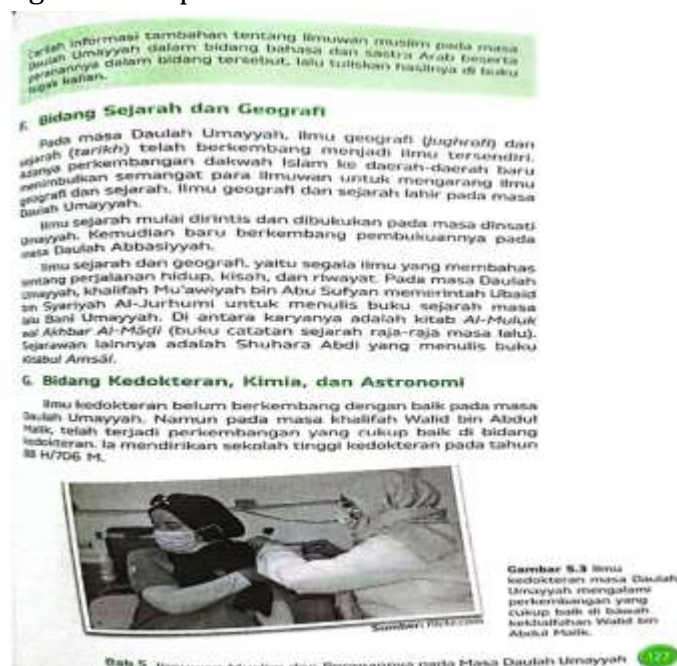 Carilah informasi tambahan tentang ilmuwan muslim pada masa
Daulah Umayyah dalam bidang bahasa dan sastra Arab beserta
peranannya dalam bidang tersebut, lalu tuliskan hasilnya di buku
tugas kalian.
F. Bidang Sejarah dan Geografi
Pada masa Daulah Umayyah, ilmu geografi (jughrofi) dan
sejarah (tarikh) telah berkembang menjadi ilmu tersendiri.
Adanya perkembangan dakwah Islam ke daerah-daerah baru
menimbulkan semangat para ilmuwan untuk mengarang ilmu
geografi dan sejarah. Ilmu geografi dan sejarah lahir pada masa
Daulah Umayyah.
Ilmu sejarah mulai dirintis dan dibukukan pada masa dinsati
Umayyah. Kemudian baru berkembang pembukuannya pada
masa Daulah Abbasiyyah.
Ilmu sejarah dan geografi, yaitu segala ilmu yang membahas
tentang perjalanan hidup, kisah, dan riwayat. Pada masa Daulah
Umayyah, khalifah Mu'awiyah bin Abu Sufyan memerintah Ubaid
bin Syariyah Al-Jurhumi untuk menulis buku sejarah masa
lalu Bani Umayyah. Di antara karyanya adalah kitab Al-Muluk
wal Akhbar Al-Mâḍi (buku catatan sejarah raja-raja masa lalu).
Sejarawan lainnya adalah Shuhara Abdi yang menulis buku
Kitabul Amsâl.
G. Bidang Kedokteran, Kimia, dan Astronomi
Ilmu kedokteran belum berkembang dengan baik pada masa
Daulah Umayyah. Namun pada masa khalifah Walid bin Abdul
Malik, telah terjadi perkembangan yang cukup baik di bidang
kedokteran. Ia mendirikan sekolah tinggi kedokteran pada tahun
88 H/706 M.
Sumber: flickr.com
Gambar 5.3 Ilmu
kedokteran masa Daulah
Umayyah mengalami
perkembangan yang
cukup baik di bawah
kekhalifahan Walid bin
Abdul Malik.
Bab 5 Ilmuwan Muslim dan Peranannya pada Masa Daulah Umayyah 127